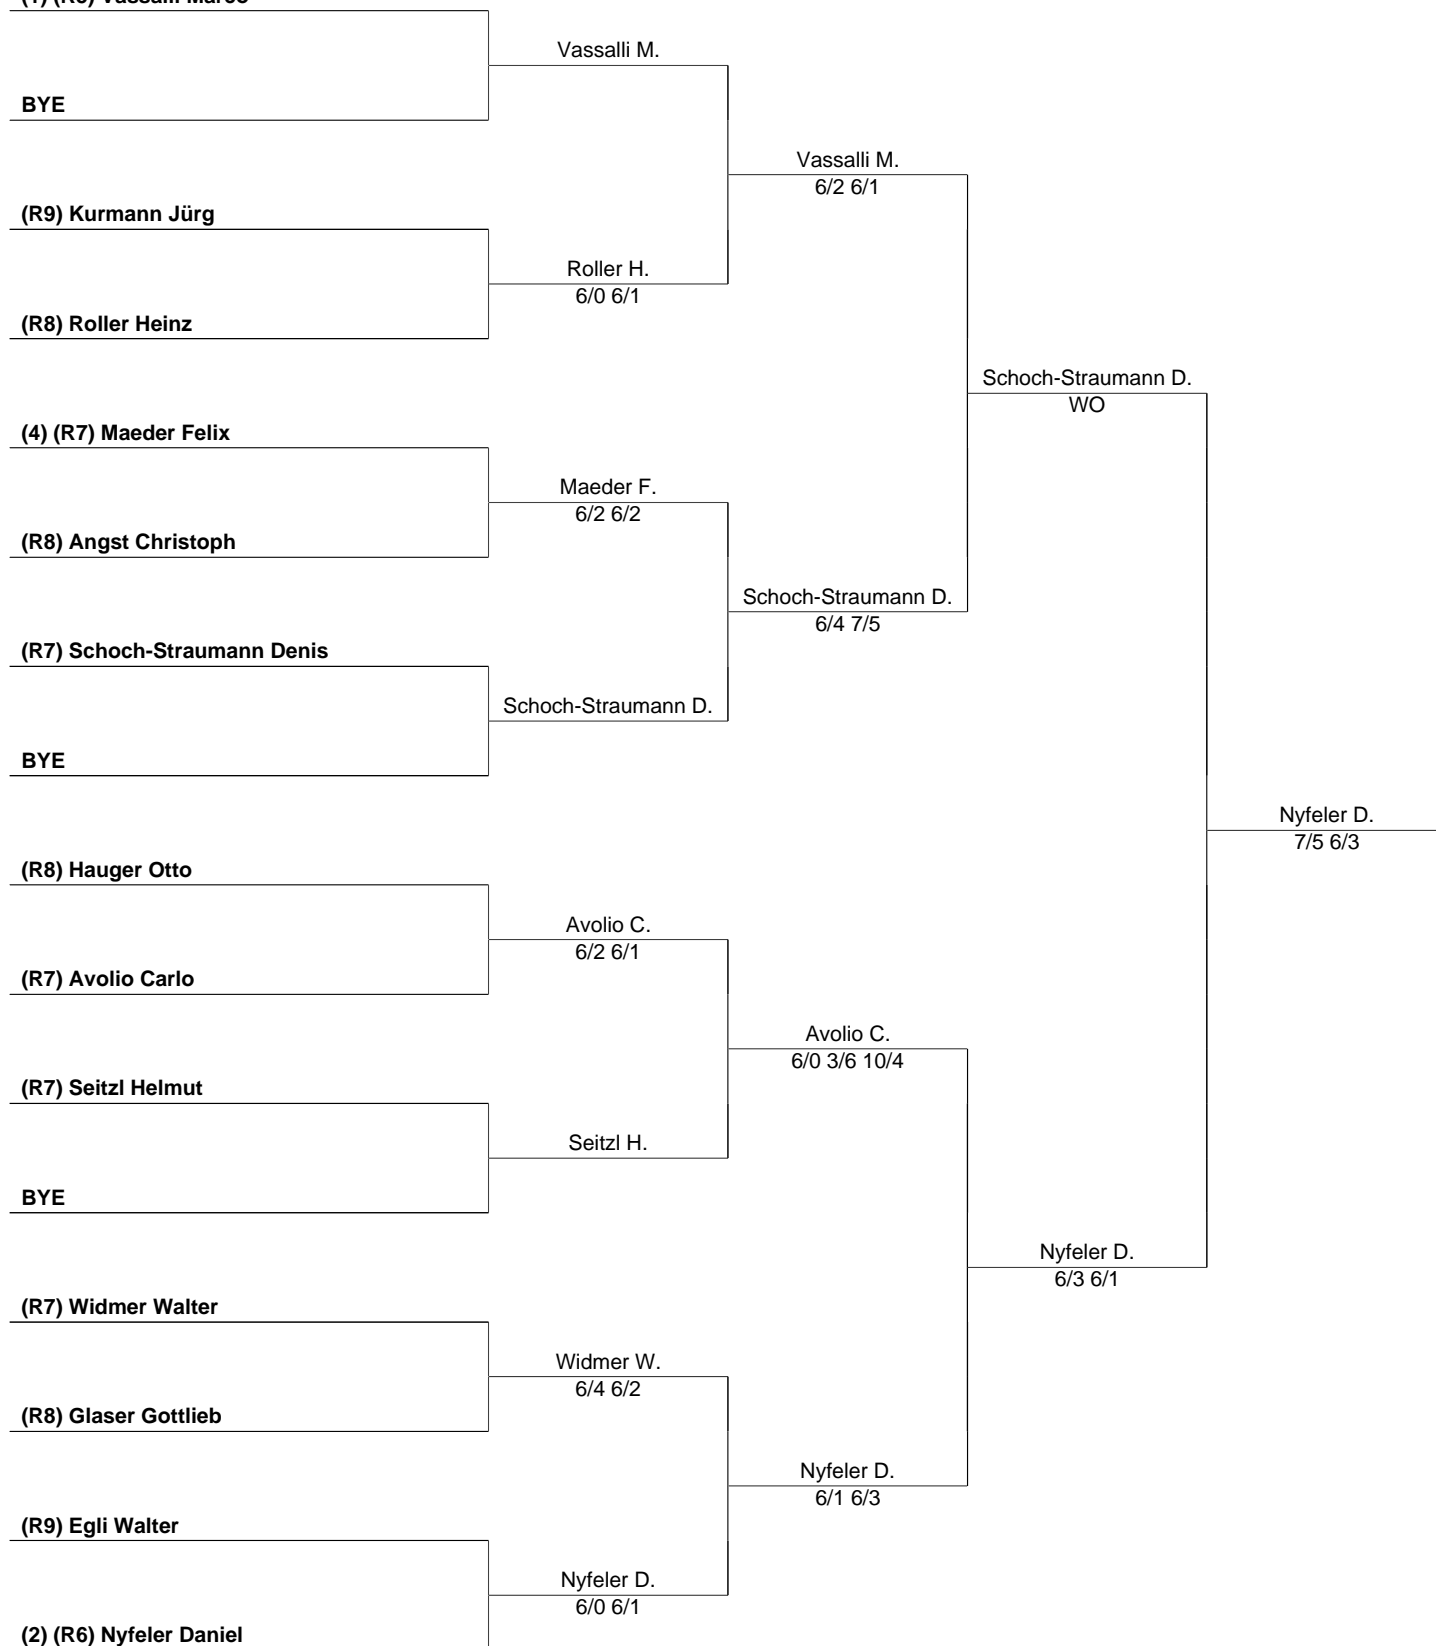 Vassalli Marco
Vassalli M.
BYE
Vassalli M.
6/2 6/1
(R9) Kurmann Jürg
Roller H.
6/0 6/1
(R8) Roller Heinz
Schoch-Straumann D.
WO
(4) (R7) Maeder Felix
Maeder F.
6/2 6/2
(R8) Angst Christoph
Schoch-Straumann D.
6/4 7/5
(R7) Schoch-Straumann Denis
Schoch-Straumann D.
BYE
Nyfeler D.
7/5 6/3
(R8) Hauger Otto
Avolio C.
6/2 6/1
(R7) Avolio Carlo
Avolio C.
6/0 3/6 10/4
(R7) Seitzl Helmut
Seitzl H.
BYE
Nyfeler D.
6/3 6/1
(R7) Widmer Walter
Widmer W.
6/4 6/2
(R8) Glaser Gottlieb
Nyfeler D.
6/1 6/3
(R9) Egli Walter
Nyfeler D.
6/0 6/1
(2) (R6) Nyfeler Daniel